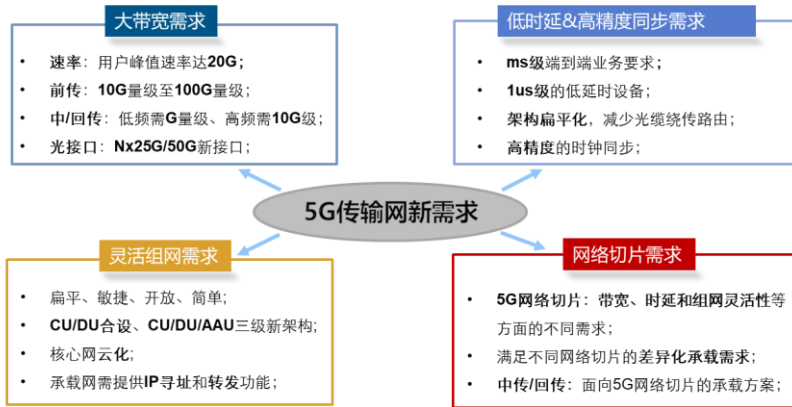 大带宽需求
• 速率：用户峰值速率达20G；
• 前传：10G量级至100G量级；
• 中/回传：低频需G量级、高频需10G级；
• 光接口：Nx25G/50G新接口；
低时延&高精度同步需求
• ms级端到端业务要求；
• 1us级的低延时设备；
• 架构扁平化，减少光缆绕传路由；
• 高精度的时钟同步；
5G传输网新需求
灵活组网需求
• 扁平、敏捷、开放、简单；
• CU/DU合设、CU/DU/AAU三级新架构；
• 核心网云化；
• 承载网需提供IP寻址和转发功能；
网络切片需求
• 5G网络切片：带宽、时延和组网灵活性等
方面的不同需求；
• 满足不同网络切片的差异化承载需求；
• 中传/回传：面向5G网络切片的承载方案；